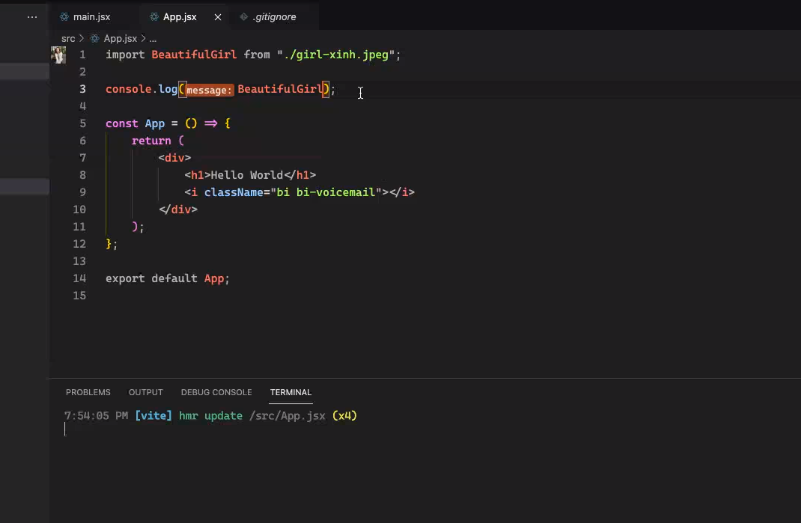 ... main.jsx App.jsx × .gitignore
src > App.jsx > ...
1 import BeautifulGirl from "./girl-xinh.jpeg";
2
3 console.log(message: BeautifulGirl);
4
5 const App = () => {
6 return (
7 <div>
8 <h1>Hello World</h1>
9 <i className="bi bi-voicemail"></i>
10 </div>
11 );
12 };
13
14 export default App;
15
PROBLEMS OUTPUT DEBUG CONSOLE TERMINAL
7:54:05 PM [vite] hmr update /src/App.jsx (x4)